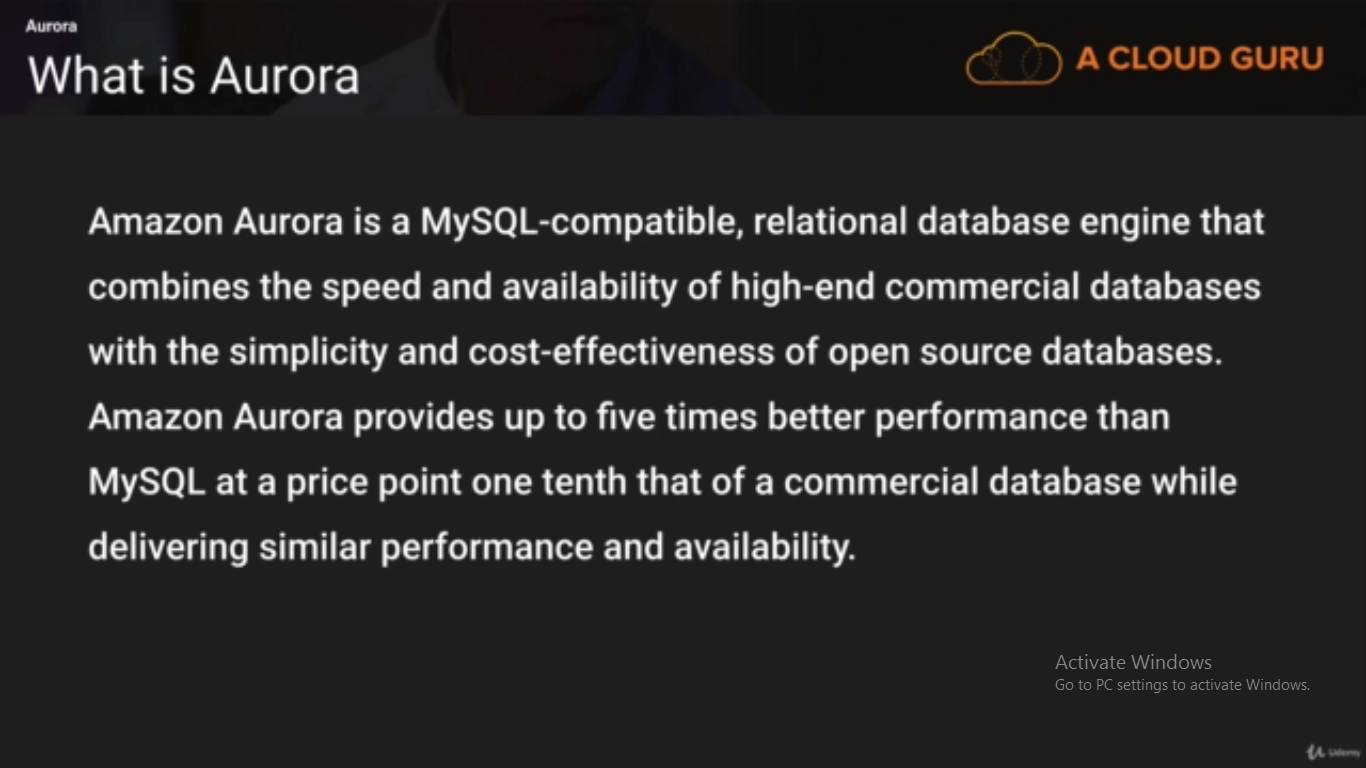 Aurora
What is Aurora
A CLOUD GURU
Amazon Aurora is a MySQL-compatible, relational database engine that
combines the speed and availability of high-end commercial databases
with the simplicity and cost-effectiveness of open source databases.
Amazon Aurora provides up to five times better performance than
MySQL at a price point one tenth that of a commercial database while
delivering similar performance and availability.
Activate Windows
Go to PC settings to activate Windows.
Udemy